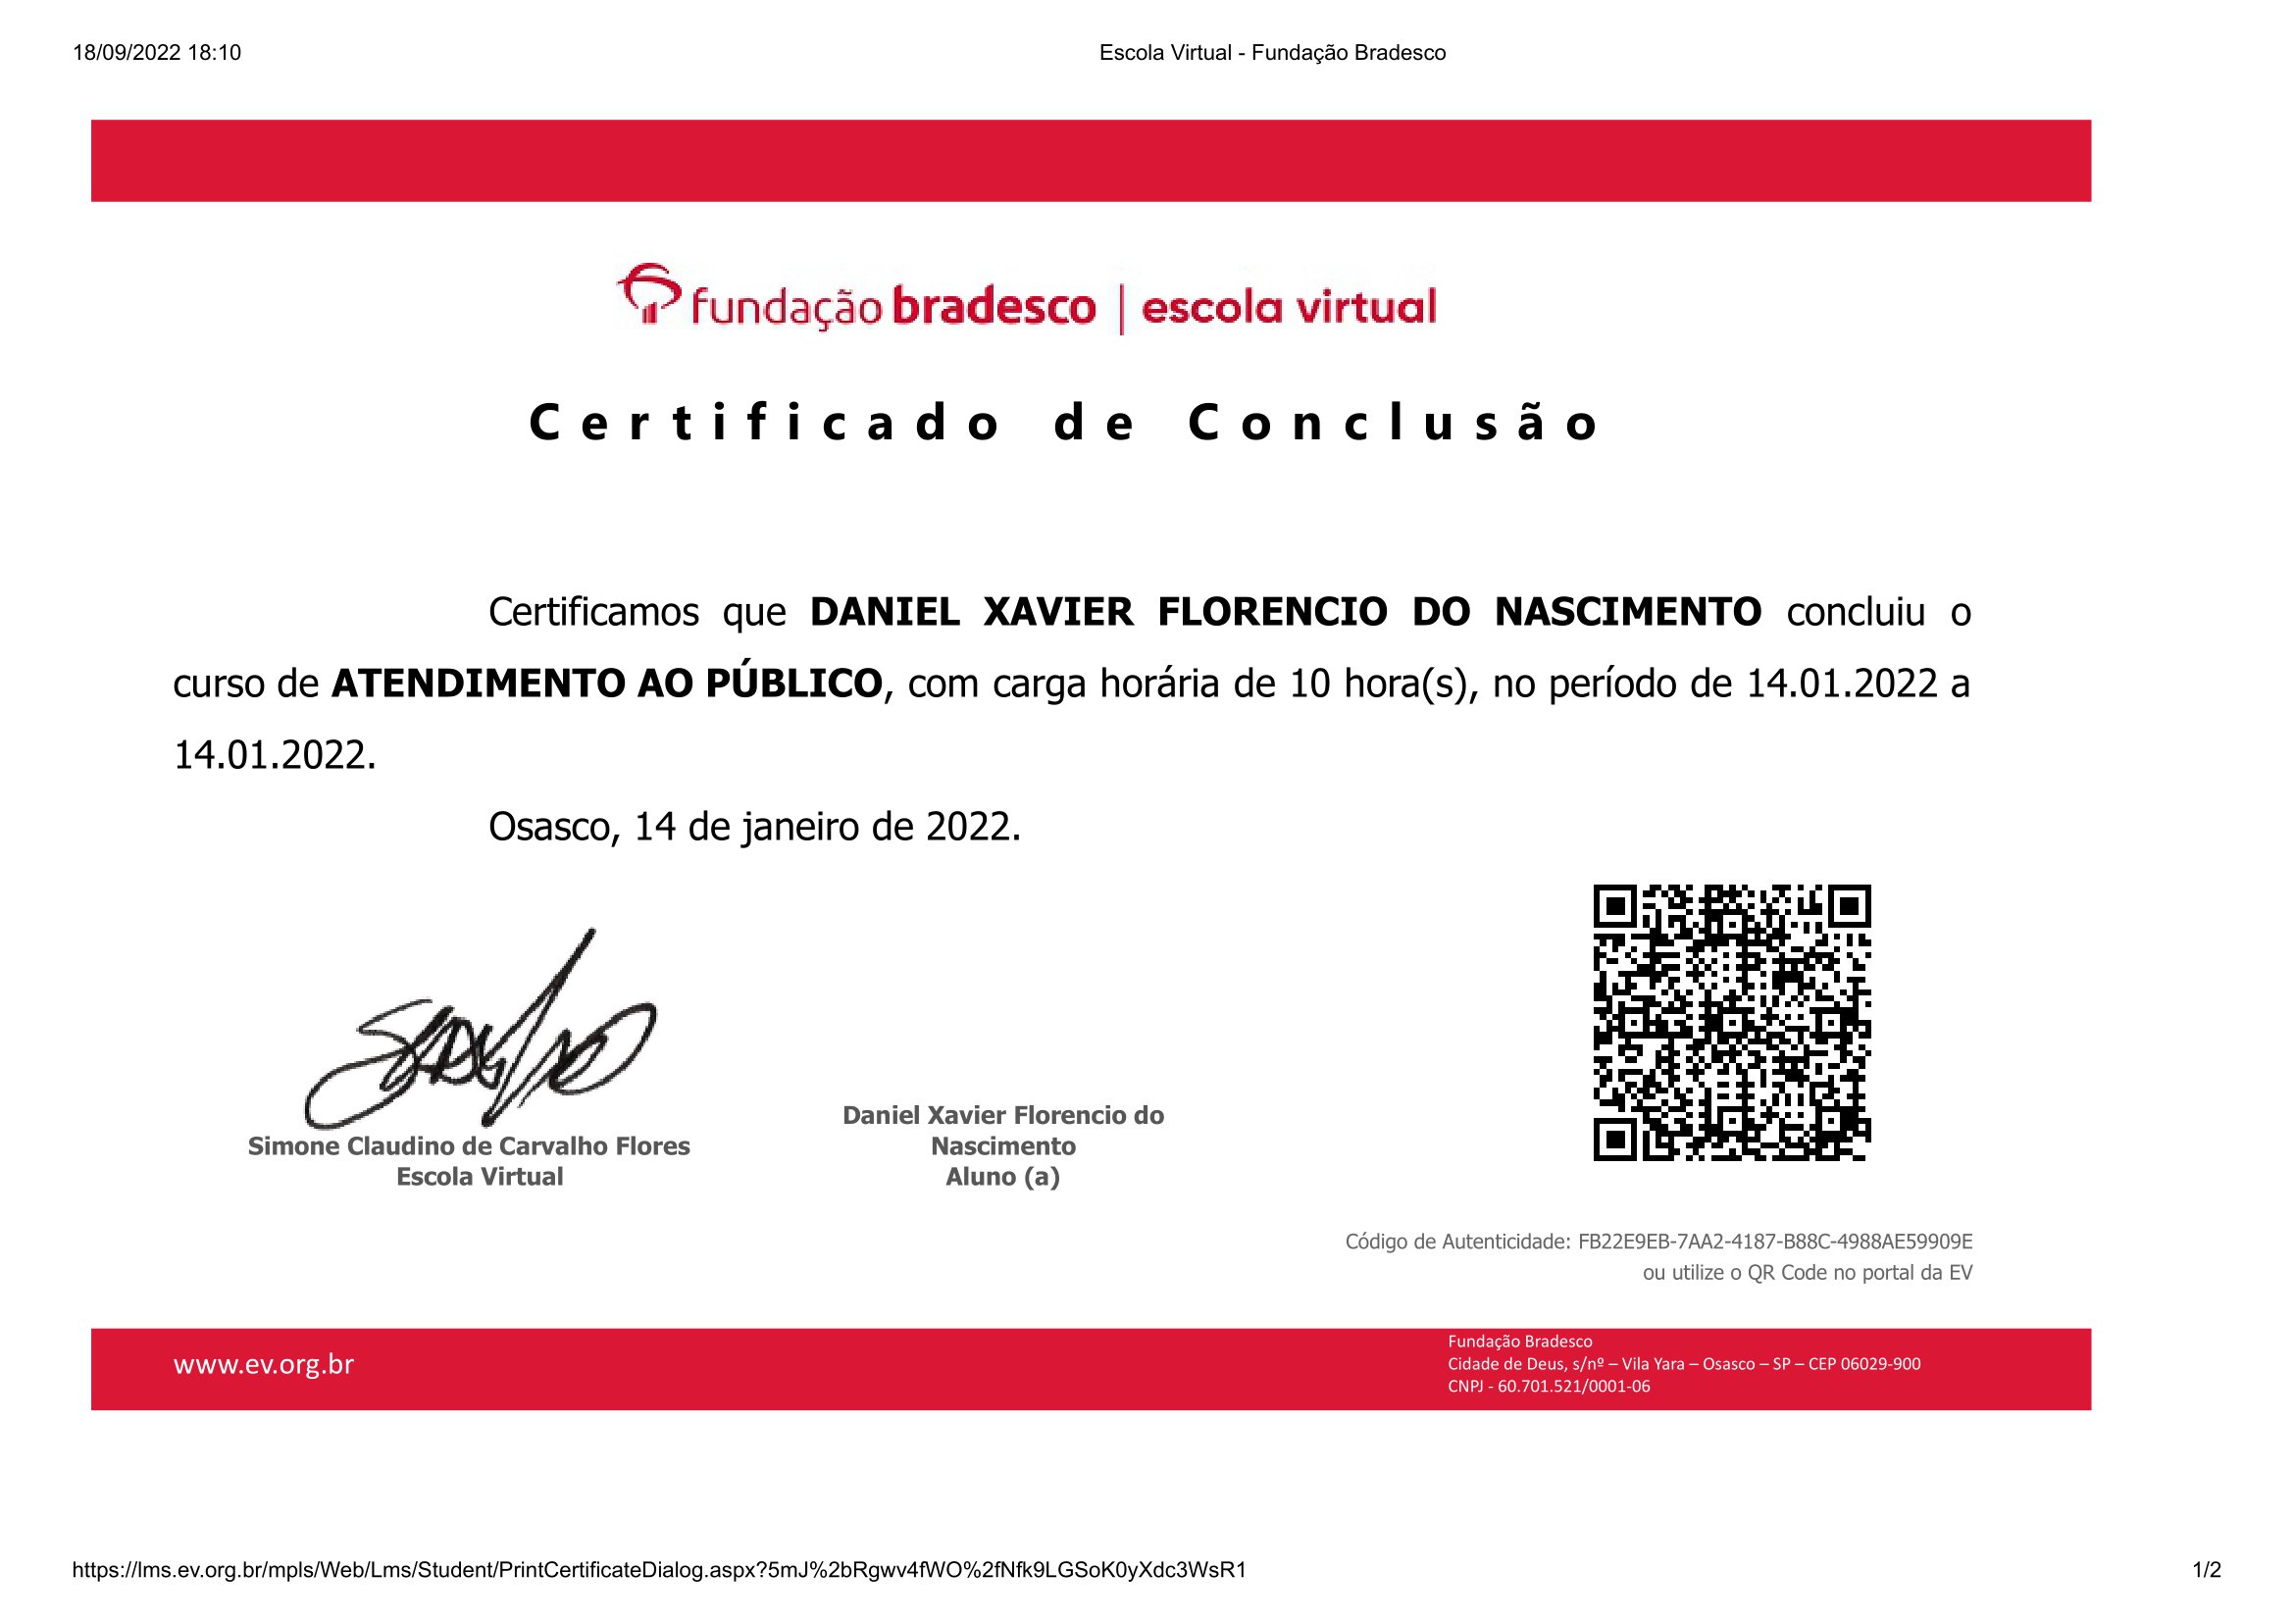 18/09/2022 18:10
Escola Virtual - Fundação Bradesco
fundação bradesco | escola virtual
Certificado de Conclusão
Certificamos que DANIEL XAVIER FLORENCIO DO NASCIMENTO concluiu o
curso de ATENDIMENTO AO PÚBLICO, com carga horária de 10 hora(s), no período de 14.01.2022 a
14.01.2022.
Osasco, 14 de janeiro de 2022.
Simone Claudino de Carvalho Flores
Escola Virtual
Daniel Xavier Florencio do
Nascimento
Aluno (a)
Código de Autenticidade: FB22E9EB-7AA2-4187-B88C-4988AE59909E
ou utilize o QR Code no portal da EV
www.ev.org.br
Fundação Bradesco
Cidade de Deus, s/nº – Vila Yara – Osasco – SP – CEP 06029-900
CNPJ - 60.701.521/0001-06
https://lms.ev.org.br/mpls/Web/Lms/Student/PrintCertificateDialog.aspx?5mJ%2bRgwv4fWO%2fNfk9LGSoK0yXdc3WsR1
1/2